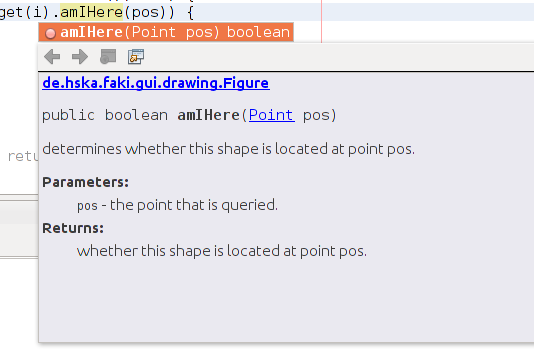 get(i).amIHere(pos)) {
amIHere(Point pos) boolean
de.hska.faki.gui.drawing.Figure
public boolean amIHere(Point pos)
determines whether this shape is located at point pos.
retu
Parameters:
pos - the point that is queried.
Returns:
whether this shape is located at point pos.